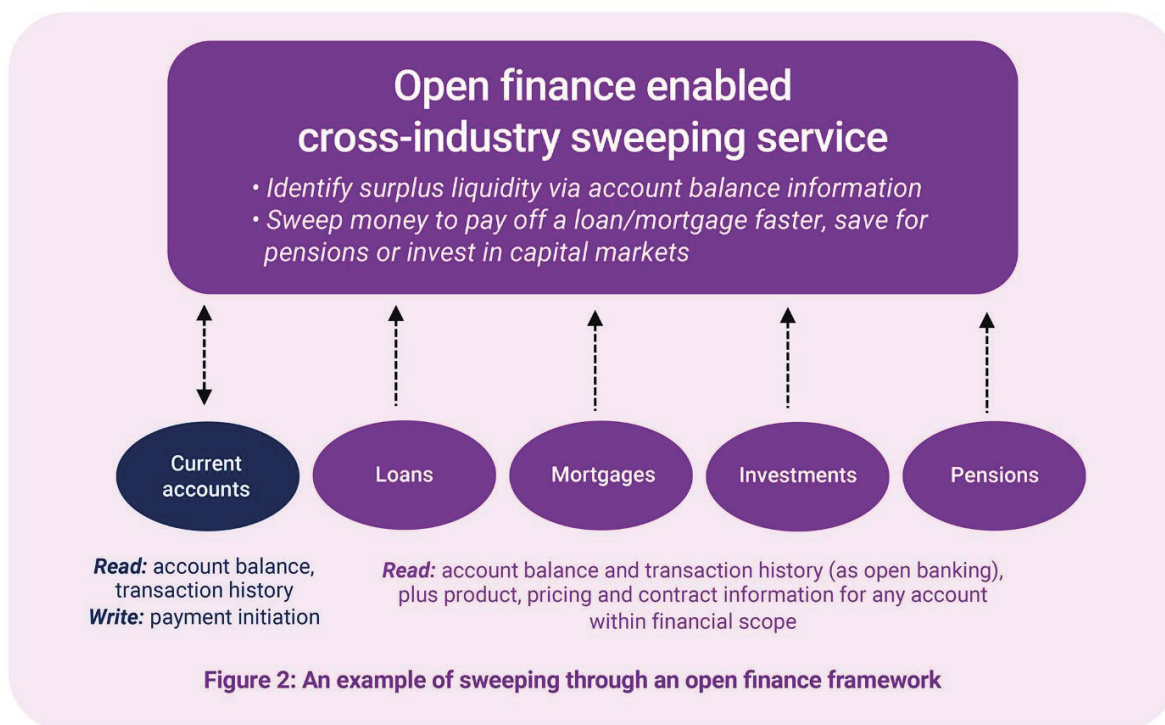 Open finance enabled
cross-industry sweeping service
• Identify surplus liquidity via account balance information
• Sweep money to pay off a loan/mortgage faster, save for
pensions or invest in capital markets
Current
accounts
Loans
Mortgages
Investments
Pensions
Read: account balance,
transaction history
Write: payment initiation
Read: account balance and transaction history (as open banking),
plus product, pricing and contract information for any account
within financial scope
Figure 2: An example of sweeping through an open finance framework